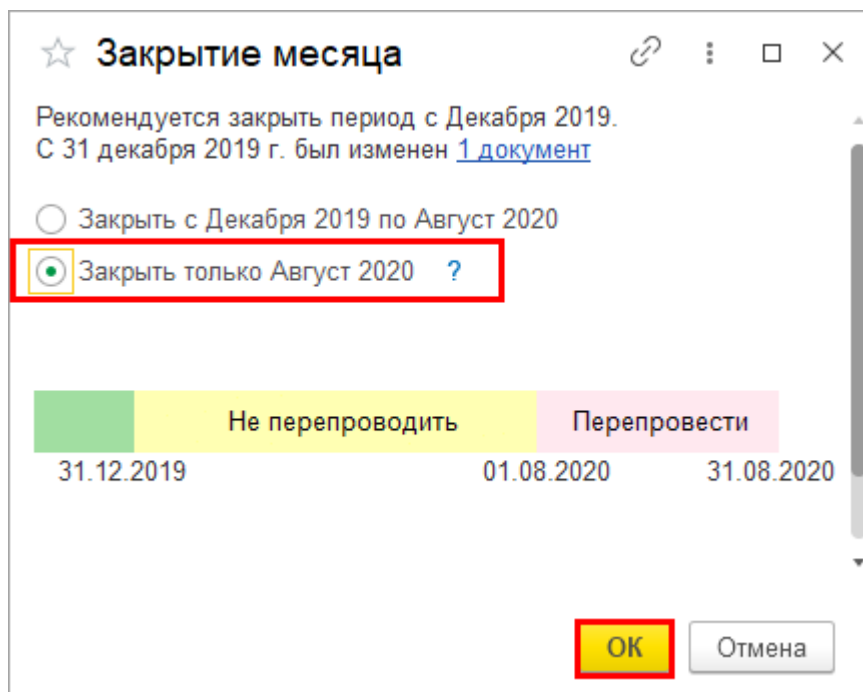 Закрытие месяца
Рекомендуется закрыть период с Декабря 2019.
С 31 декабря 2019 г. был изменен 1 документ
Закрыть с Декабря 2019 по Август 2020
Закрыть только Август 2020 ?
Не перепроводить Перепровести
31.12.2019 01.08.2020 31.08.2020
ОК Отмена